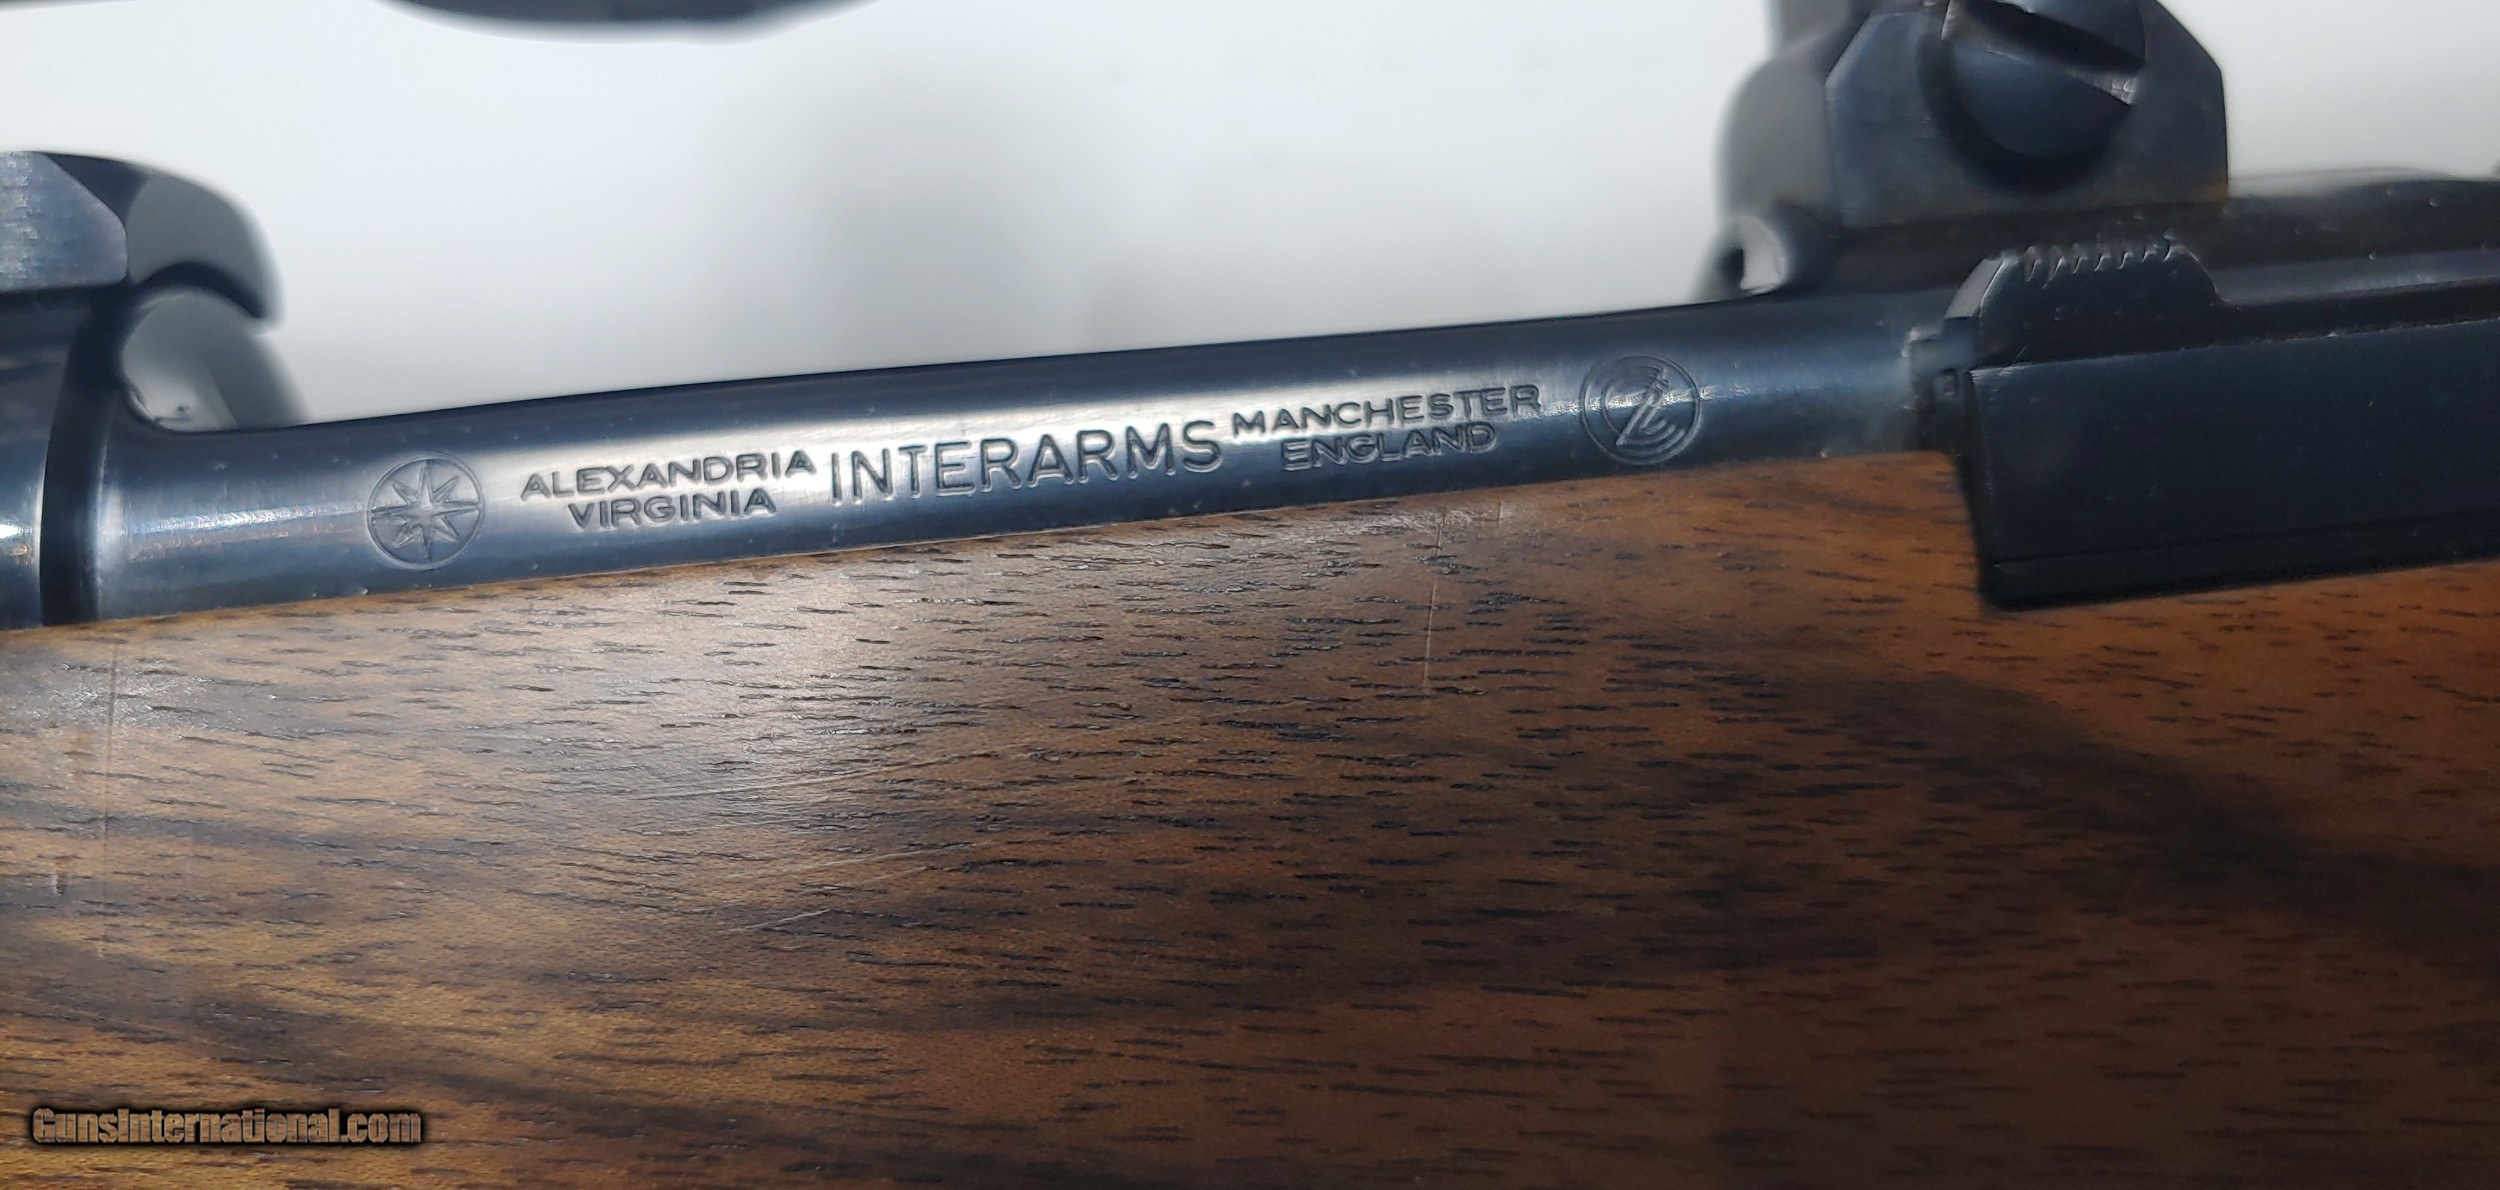 ALEXANDRIA
VIRGINIA
INTERARMS
MANCHESTER
ENGLAND
GunsInternational.com